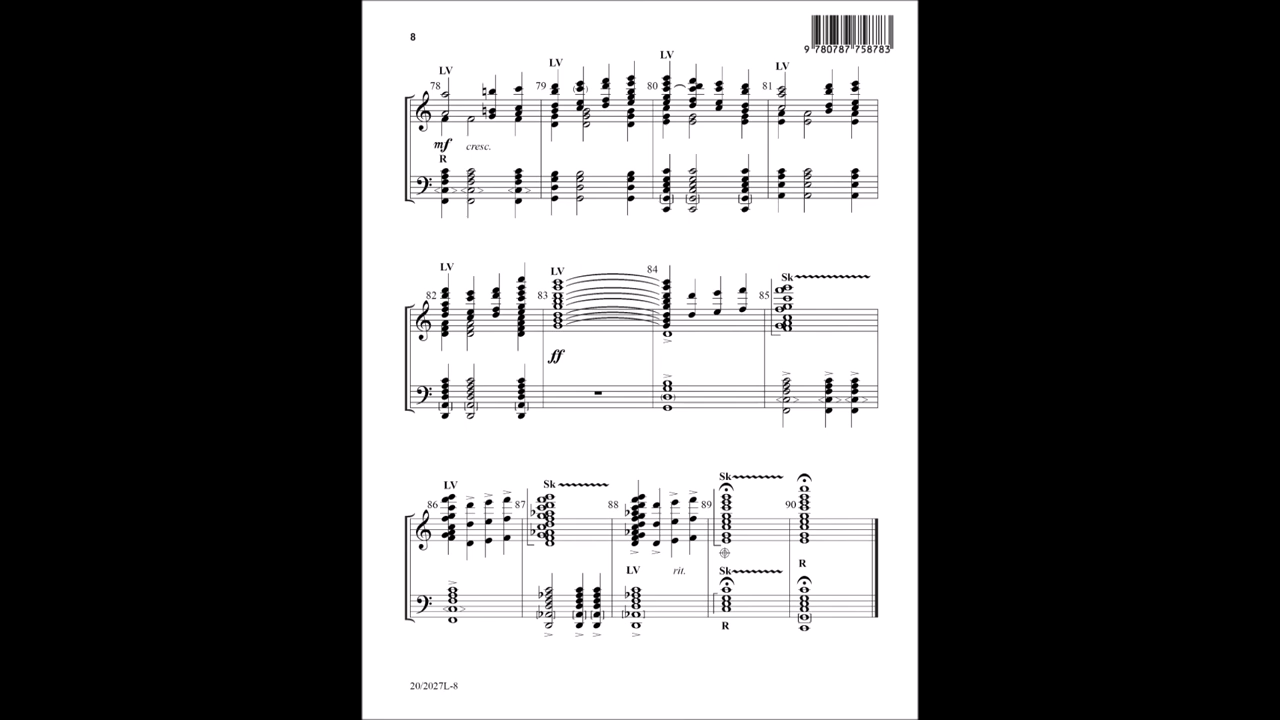 8
9 780787 758783
LV LV LV LV
78 79 80 81
mf cresc.
R
LV LV 84 Sk
82 83 85
ff
LV Sk Sk
86 87 88 89 90
LV rit. Sk R
R
20/2027L-8